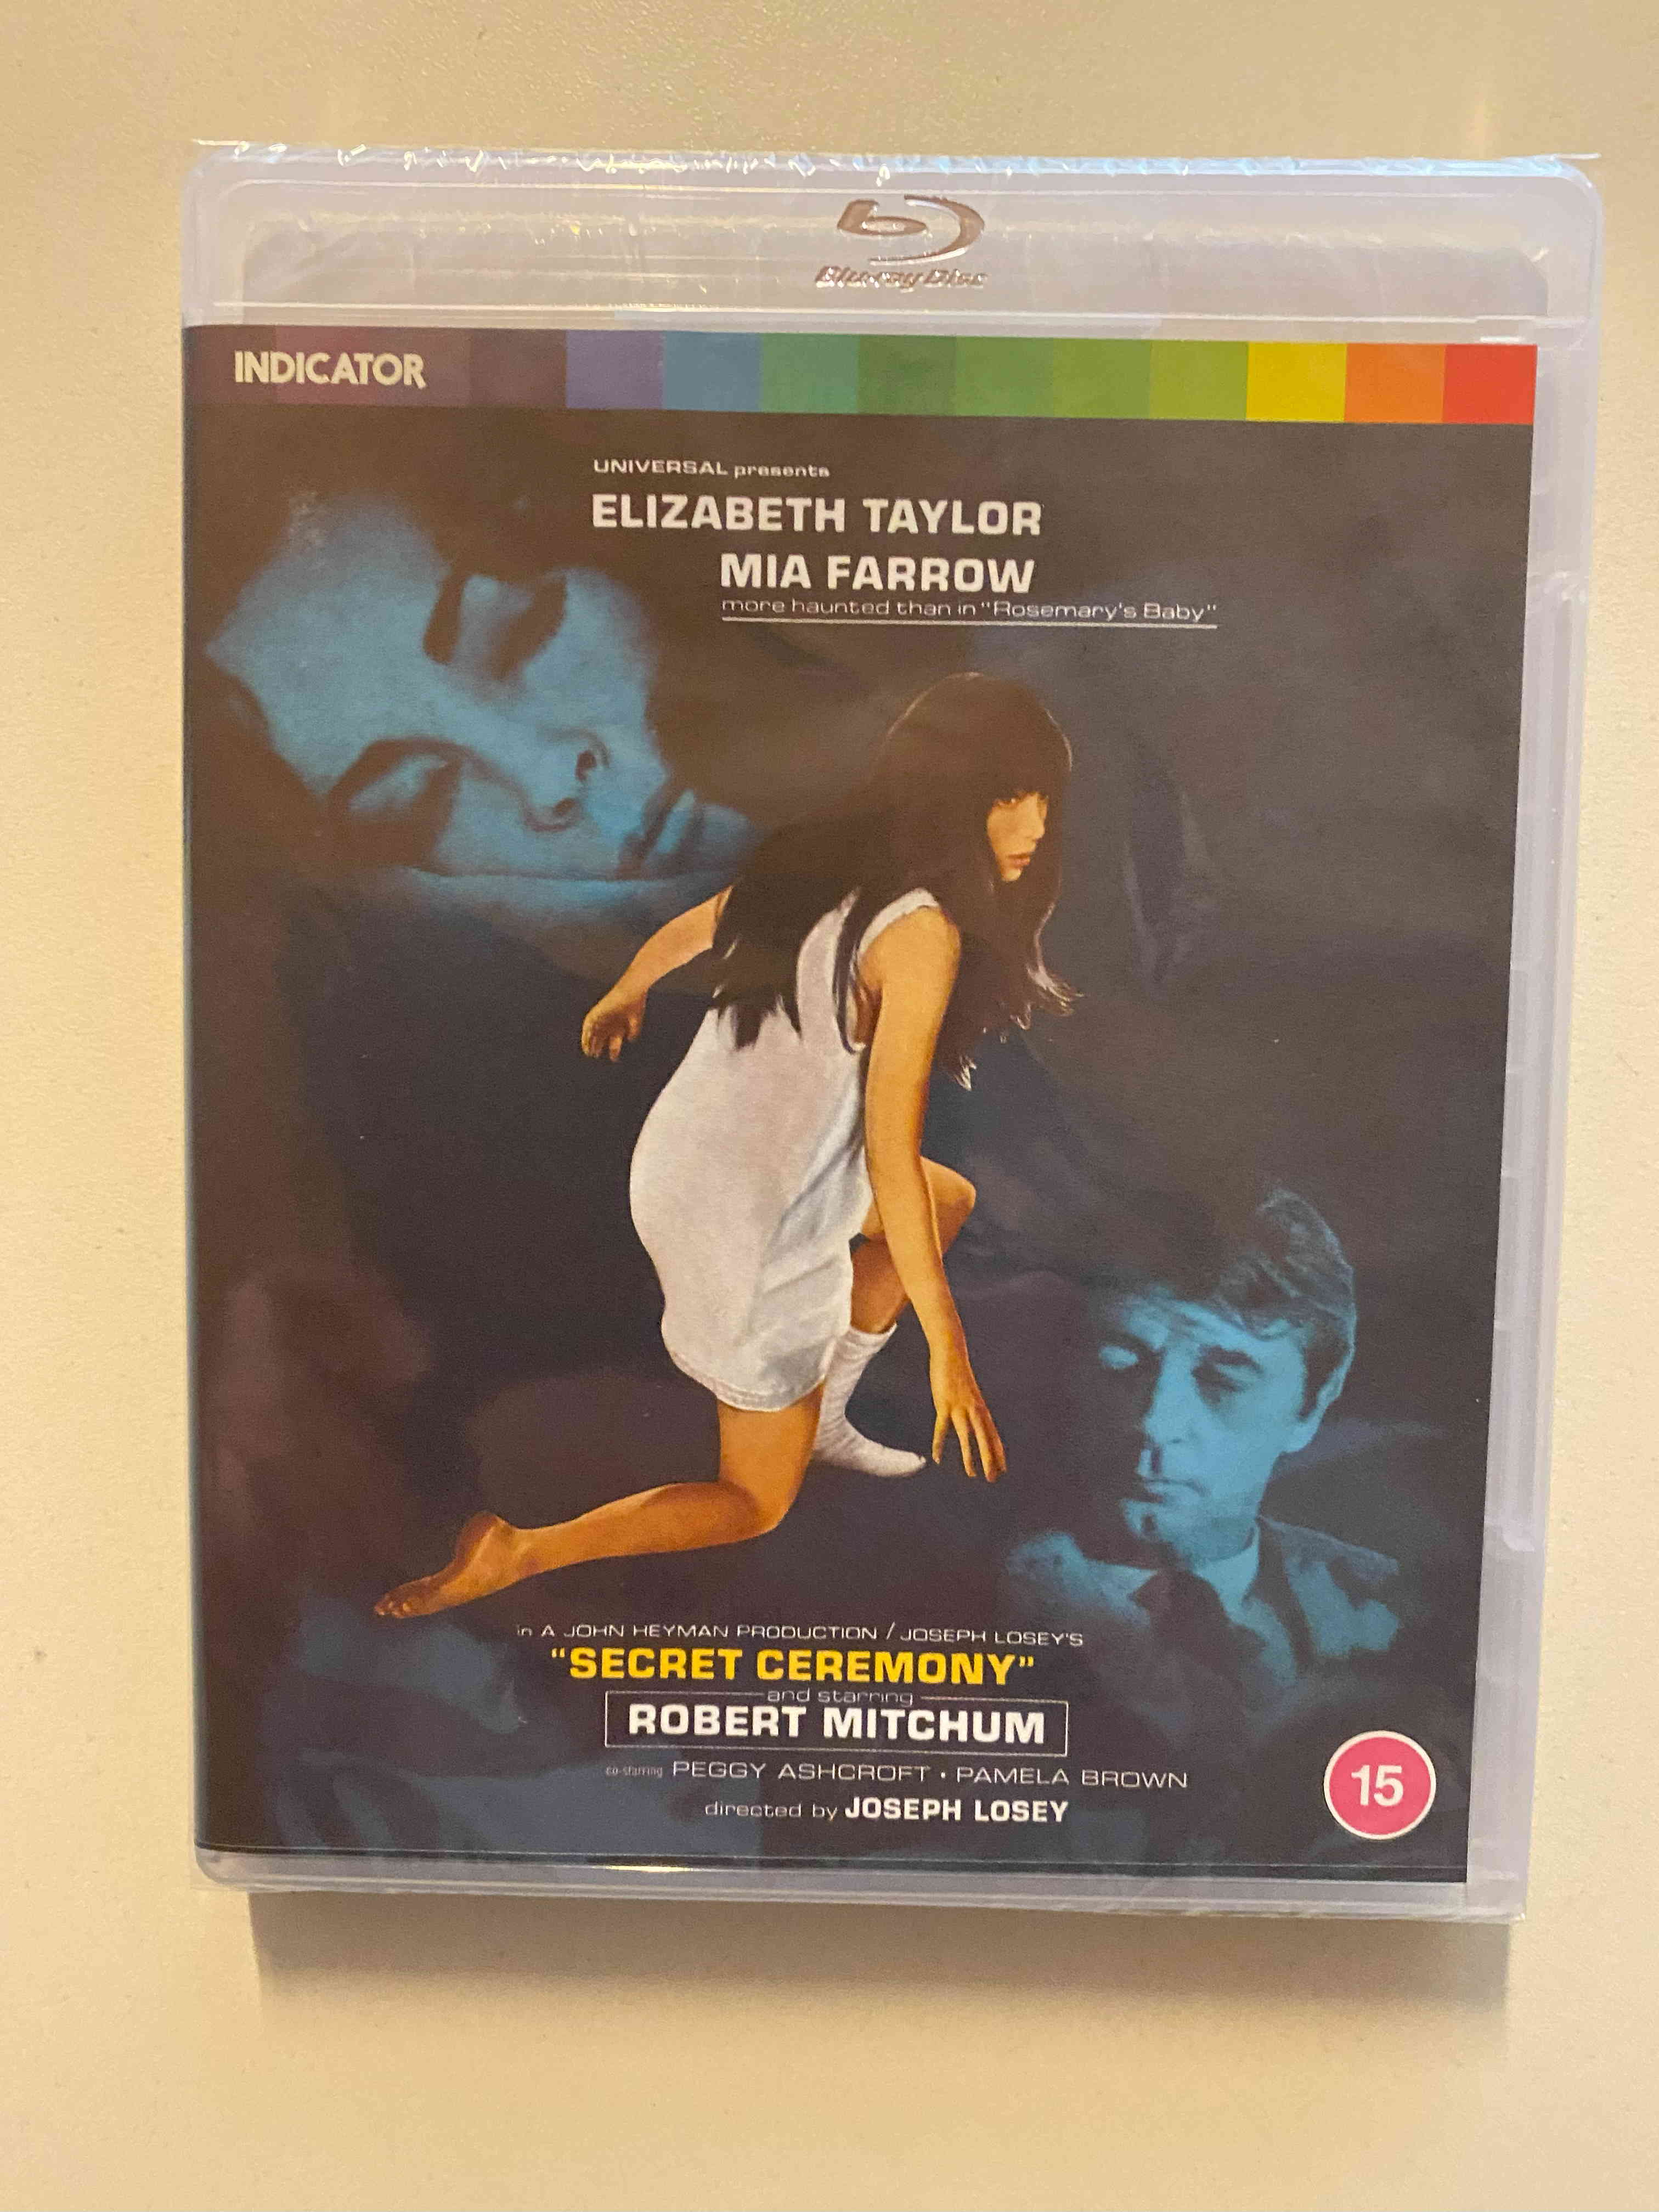 Blu-ray Disc
INDICATOR
UNIVERSAL presents
ELIZABETH TAYLOR
MIA FARROW
more haunted than in "Rosemary's Baby"
in A JOHN HEYMAN PRODUCTION / JOSEPH LOSEY'S
"SECRET CEREMONY"
and starring
ROBERT MITCHUM
co-starring PEGGY ASHCROFT • PAMELA BROWN
directed by JOSEPH LOSEY
15